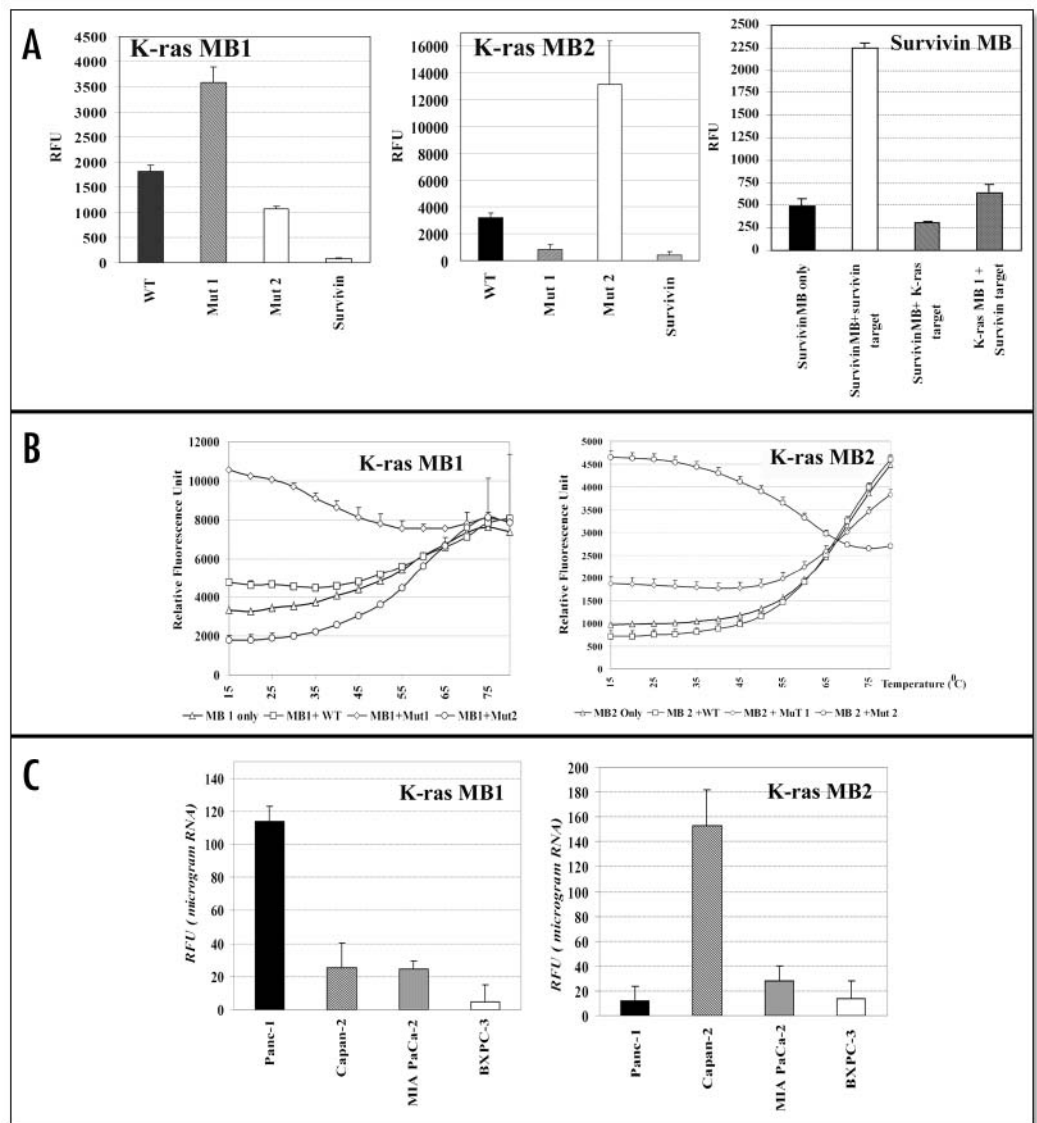 A
K-ras MB1
4500
4000
3500
3000
2500
2000
1500
1000
500
0
RFU
WT
Mut 1
Mut 2
Survivin
K-ras MB2
16000
14000
12000
10000
8000
6000
4000
2000
0
RFU
WT
Mut 1
Mut 2
Survivin
Survivin MB
2500
2250
2000
1750
1500
1250
1000
750
500
250
0
RFU
SurvivinMB only
SurvivinMB+survivin
target
SurvivinMB+ K-ras
target
K-ras MB 1 +
Survivin target
B
K-ras MB1
12000
10000
8000
6000
4000
2000
0
Relative Fluorescence Unit
15
25
35
45
55
65
75
MB 1 only
MB1+ WT
MB1+Mut1
MB1+Mut2
K-ras MB2
5000
4500
4000
3500
3000
2500
2000
1500
1000
500
0
Relative Fluorescence Unit
15
25
35
45
55
65
75
Temperature (⁰C)
MB2 Only
MB 2 +WT
MB2 + MuT 1
MB 2 +Mut 2
C
K-ras MB1
140
120
100
80
60
40
20
0
RFU ( microgram RNA)
Panc-1
Capan-2
MIA PaCa-2
BXPC-3
K-ras MB2
200
180
160
140
120
100
80
60
40
20
0
RFU ( microgram RNA)
Panc-1
Capan-2
MIA PaCa-2
BXPC-3